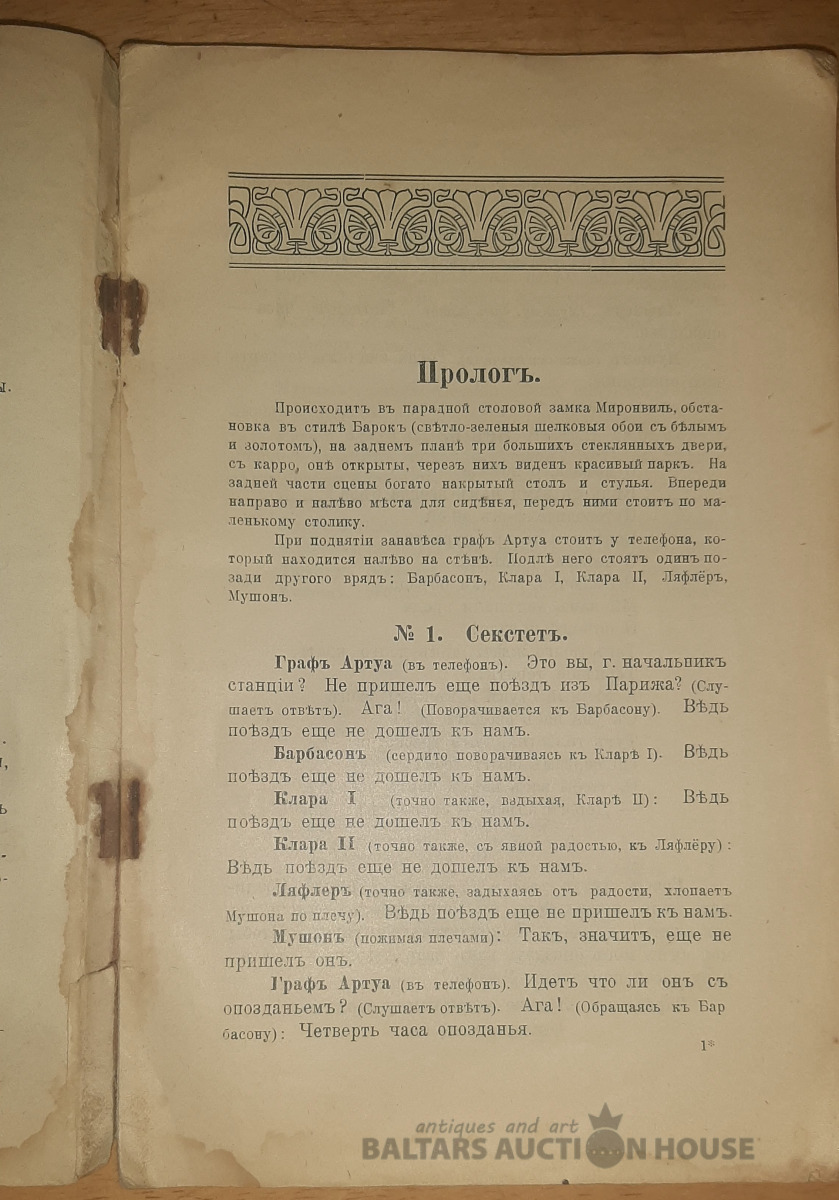 Прологъ.
Происходитъ въ парадной столовой замка Миронвиль, обста-
новка въ стилѣ Барокъ (свѣтло-зеленыя шелковыя обои съ бѣлымъ
и золотомъ), на заднемъ планѣ три большихъ стеклянныхъ двери,
съ карро, онѣ открыты, черезъ нихъ виденъ красивый паркъ. На
задней части сцены богато накрытый столъ и стулья. Впереди
направо и налѣво мѣста для сидѣнья, передъ ними стоитъ по ма-
ленькому столику.
При поднятіи занавѣса графъ Артуа стоитъ у телефона, ко-
торый находится налѣво на стѣнѣ. Подлѣ него стоятъ одинъ по-
зади другого врядъ: Барбасонъ, Клара I, Клара II, Ляфлёръ,
Мушонъ.
№ 1. Секстетъ.
Графъ Артуа (въ телефонъ). Это вы, г. начальникъ
станціи? Не пришелъ еще поѣздъ изъ Парижа? (Слу-
шаетъ отвѣтъ). Ага! (Поворачивается къ Барбасону). Вѣдь
поѣздъ еще не дошелъ къ намъ.
Барбасонъ (сердито поворачиваясь къ Кларѣ I). Вѣдь
поѣздъ еще не дошелъ къ намъ.
Клара I (точно также, вздыхая, Кларѣ II): Вѣдь
поѣздъ еще не дошелъ къ намъ.
Клара II (точно также, съ явной радостью, къ Ляфлёру):
Вѣдь поѣздъ еще не дошелъ къ намъ.
Ляфлеръ (точно также, задыхаясь отъ радости, хлопаетъ
Мушона по плечу). Вѣдь поѣздъ еще не пришелъ къ намъ.
Мушонъ (пожимая плечами): Такъ, значитъ, еще не
пришелъ онъ.
Графъ Артуа (въ телефонъ). Идетъ что ли онъ съ
опозданьемъ? (Слушаетъ отвѣтъ). Ага! (Обращаясь къ Бар
басону): Четверть часа опозданья.
1*
antiques and art
BALTARS AUCTION HOUSE